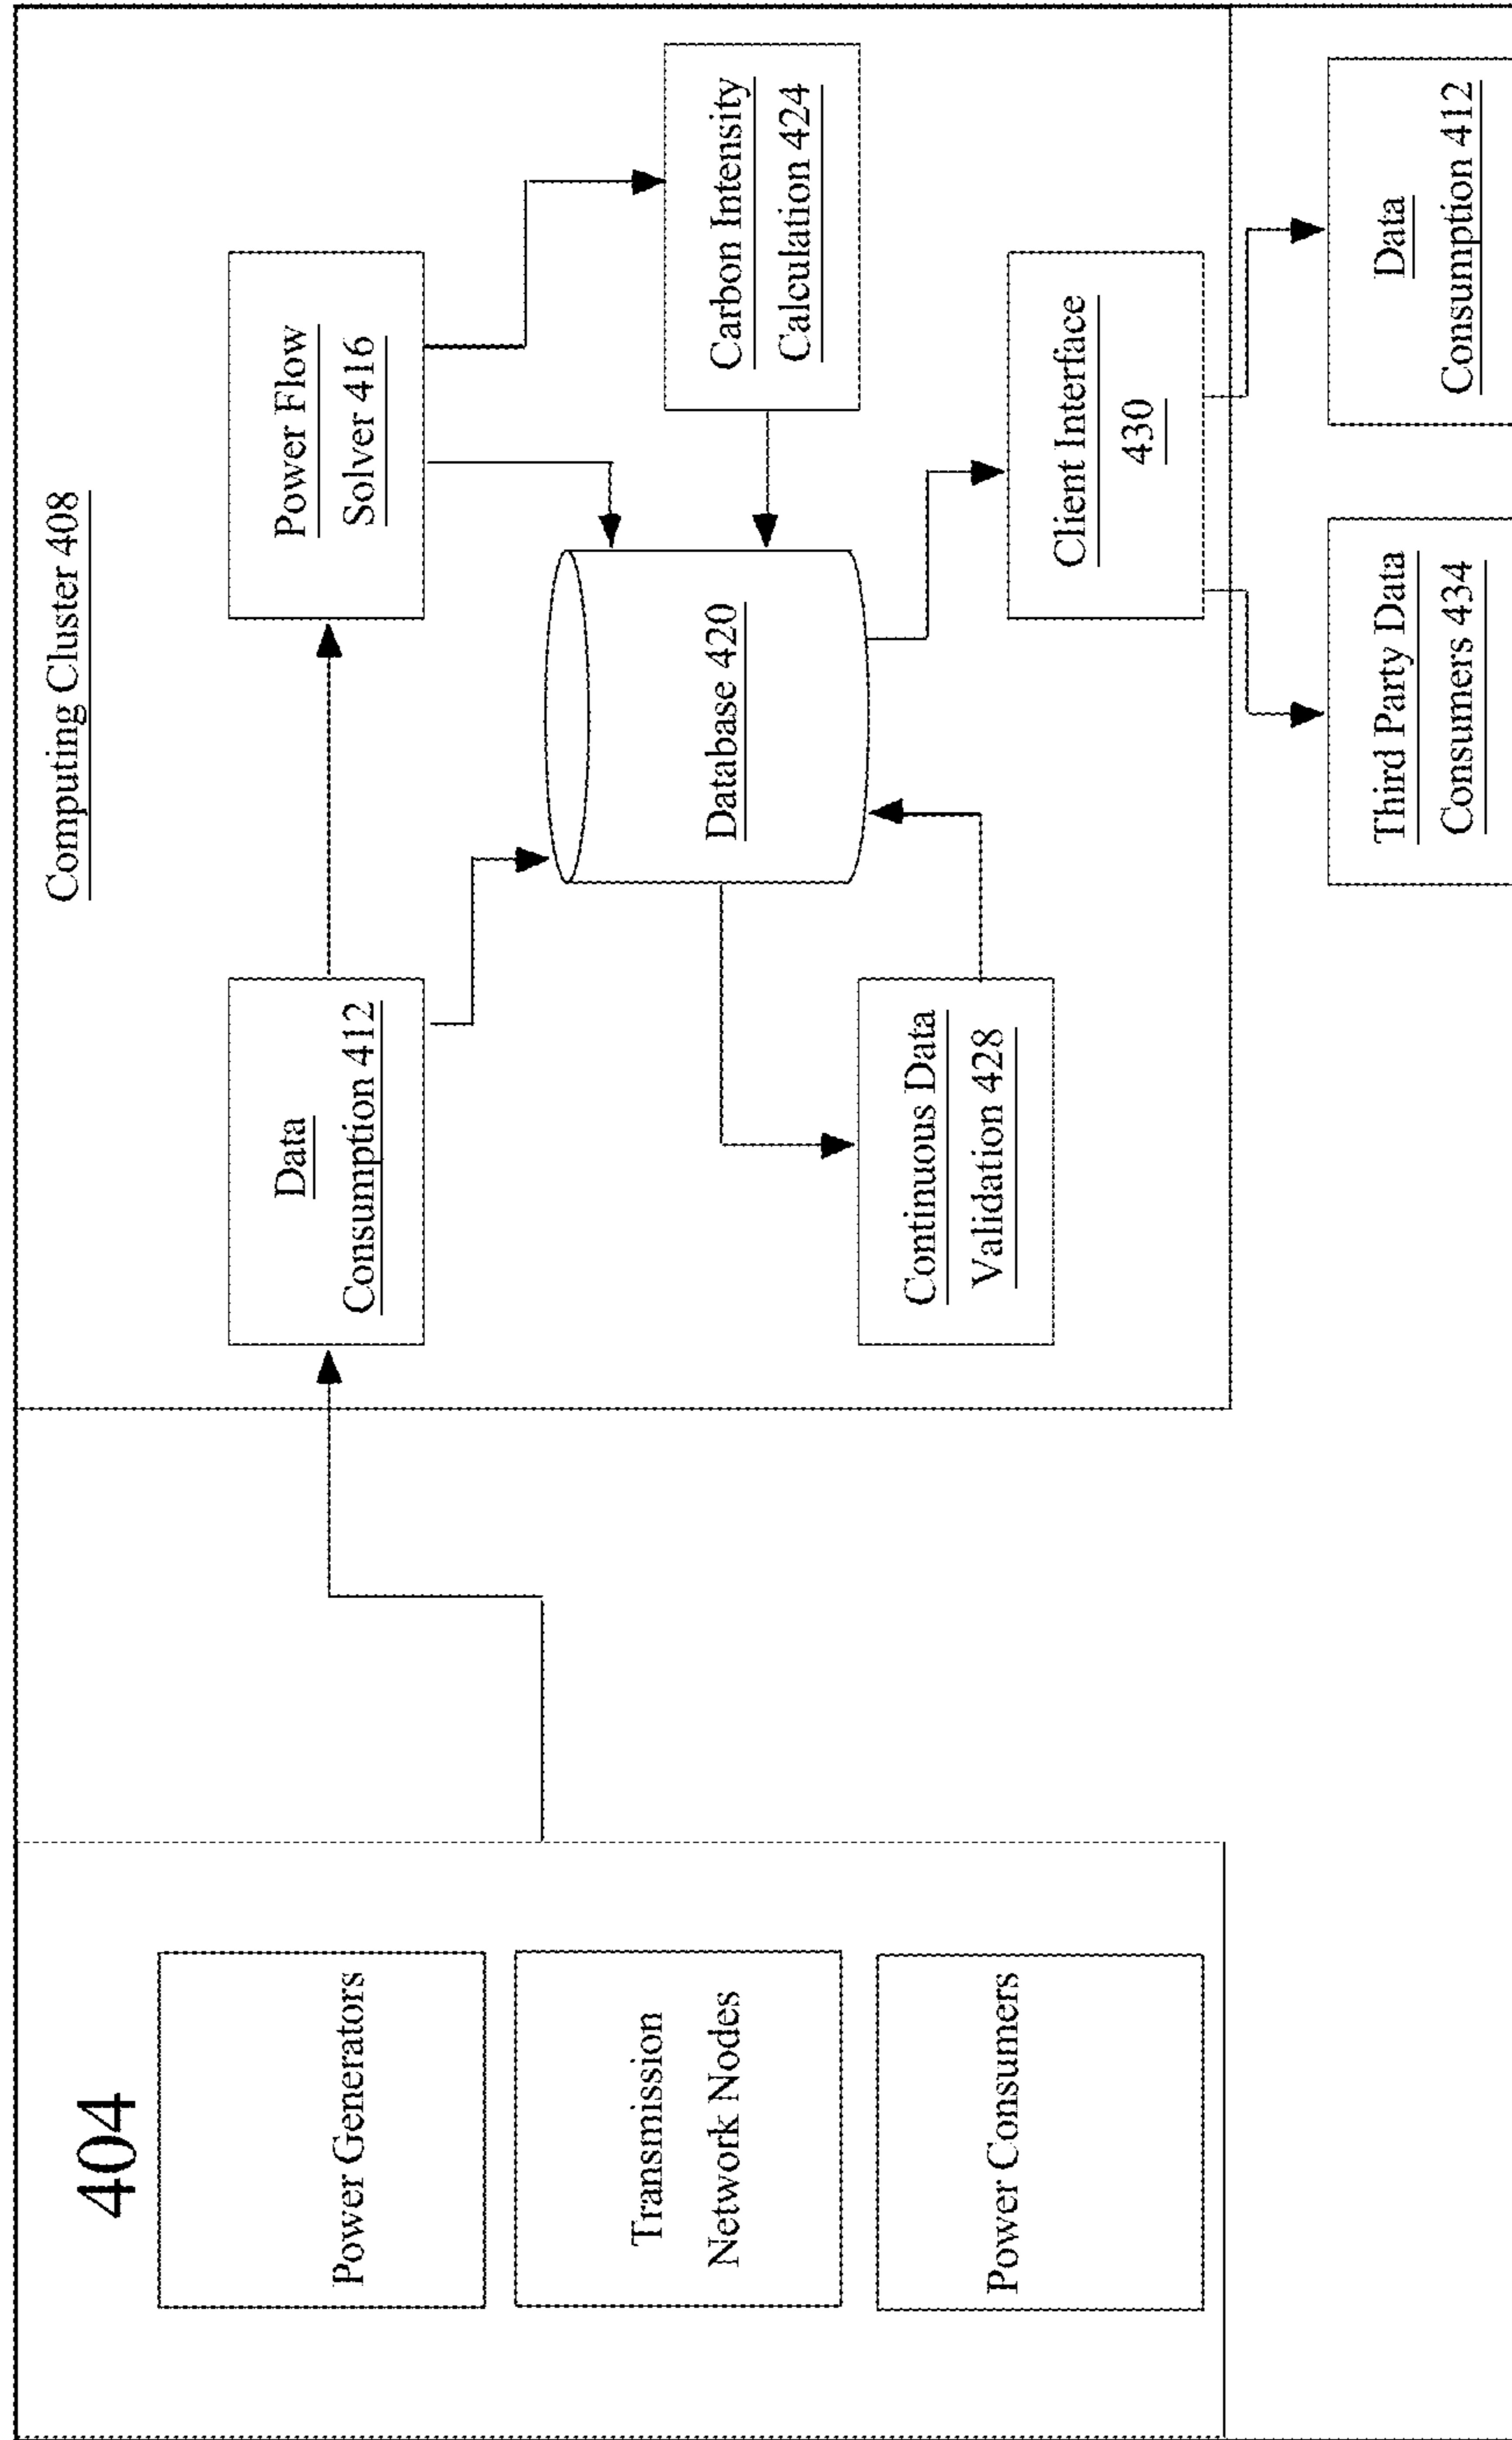 404
Power Generators
Transmission
Network Nodes
Power Consumers
Computing Cluster 408
Data
Consumption 412
Power Flow
Solver 416
Database 420
Carbon Intensity
Calculation 424
Continuous Data
Validation 428
Client Interface
430
Third Party Data
Consumers 434
Data
Consumption 412